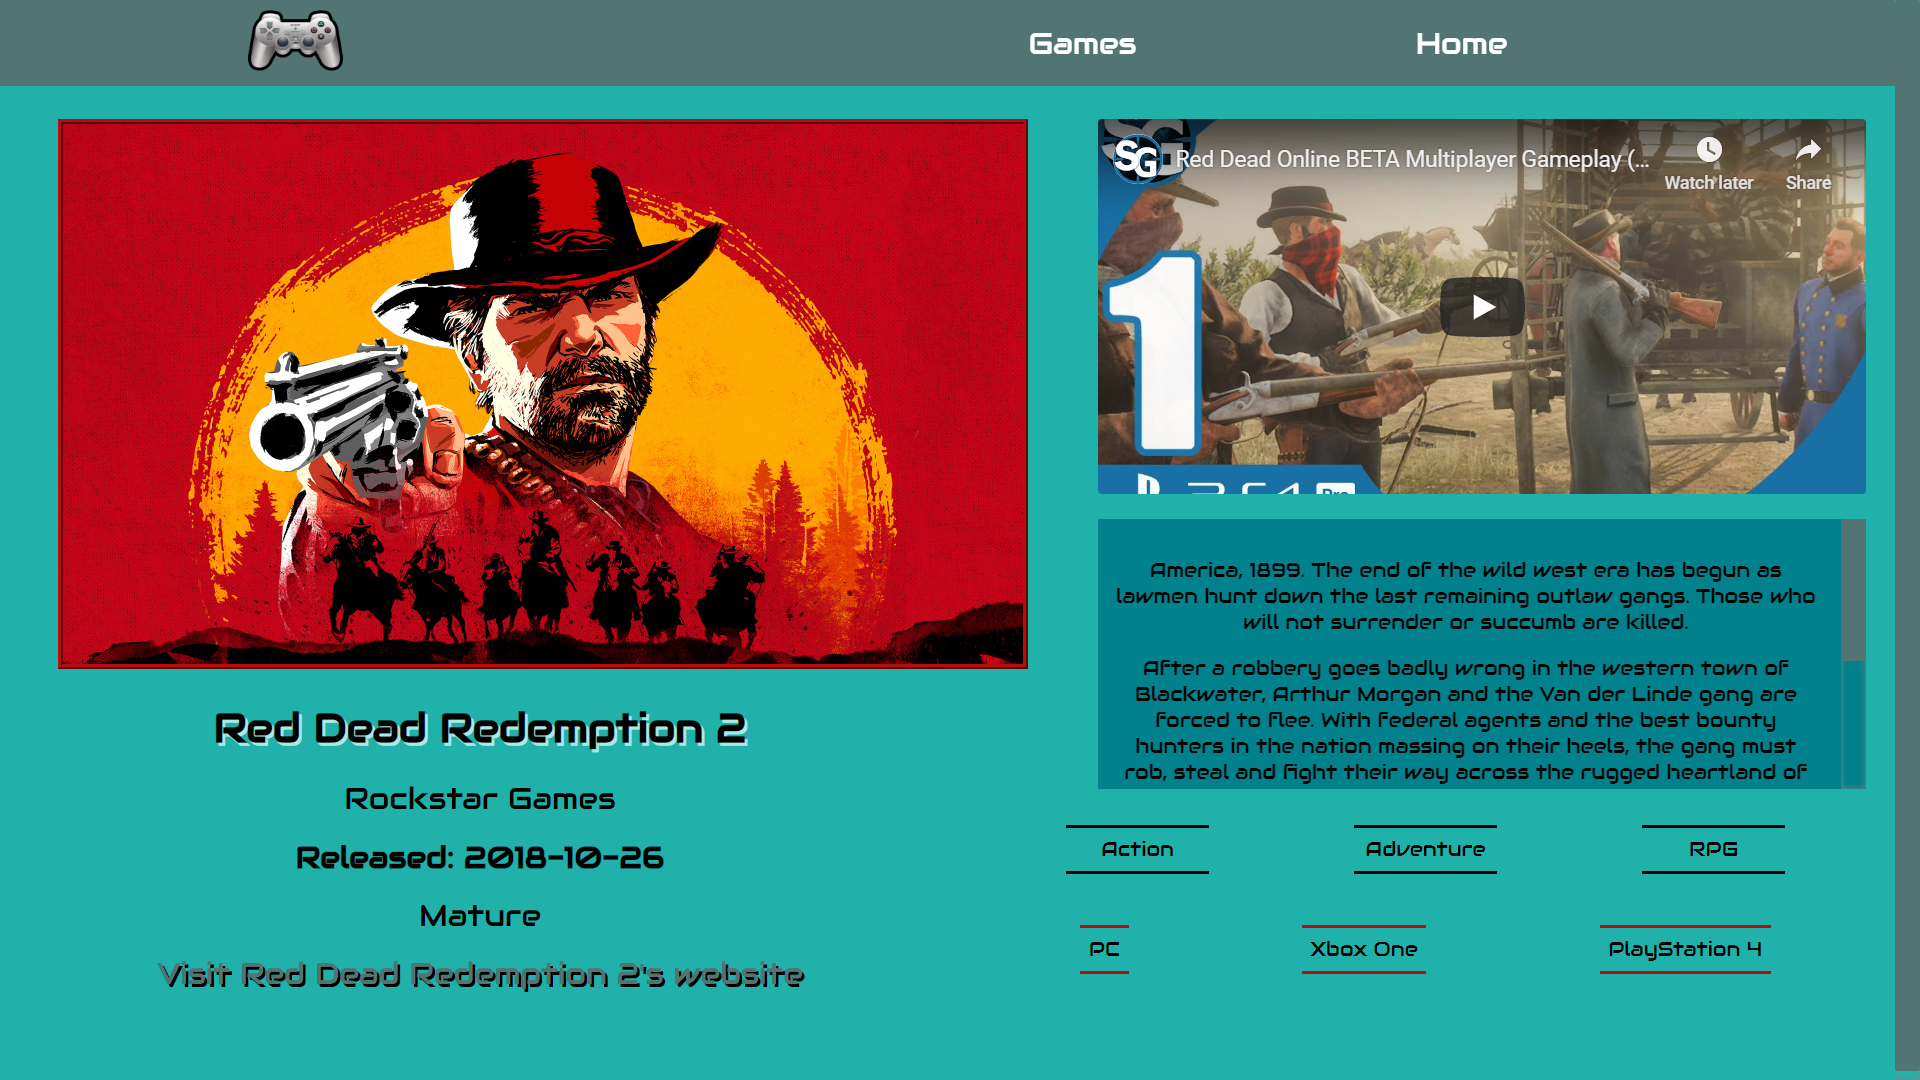 Games
Home
SG
Red Dead Online BETA Multiplayer Gameplay (...
Watch later
Share
1
PS4 Pro
America, 1899. The end of the wild west era has begun as
lawmen hunt down the last remaining outlaw gangs. Those who
will not surrender or succumb are killed.
After a robbery goes badly wrong in the western town of
Blackwater, Arthur Morgan and the Van der Linde gang are
forced to flee. With federal agents and the best bounty
hunters in the nation massing on their heels, the gang must
rob, steal and fight their way across the rugged heartland of
Red Dead Redemption 2
Rockstar Games
Released: 2018-10-26
Mature
Visit Red Dead Redemption 2's website
Action
Adventure
RPG
PC
Xbox One
PlayStation 4